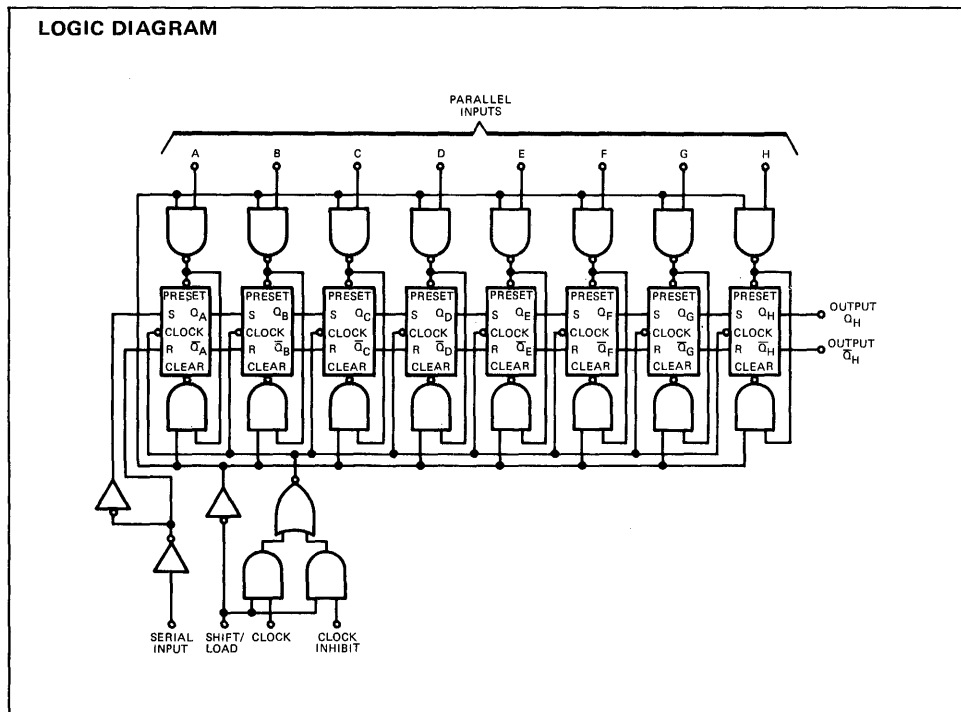 LOGIC DIAGRAM
PARALLEL
INPUTS
A B C D E F G H
PRESET PRESET PRESET PRESET PRESET PRESET PRESET PRESET
S Q_A S Q_B S Q_C S Q_D S Q_E S Q_F S Q_G S Q_H OUTPUT Q_H
CLOCK CLOCK CLOCK CLOCK CLOCK CLOCK CLOCK CLOCK
R Q̅_A R Q̅_B R Q̅_C R Q̅_D R Q̅_E R Q̅_F R Q̅_G R Q̅_H OUTPUT Q̅_H
CLEAR CLEAR CLEAR CLEAR CLEAR CLEAR CLEAR CLEAR
SERIAL INPUT SHIFT/ LOAD CLOCK CLOCK INHIBIT